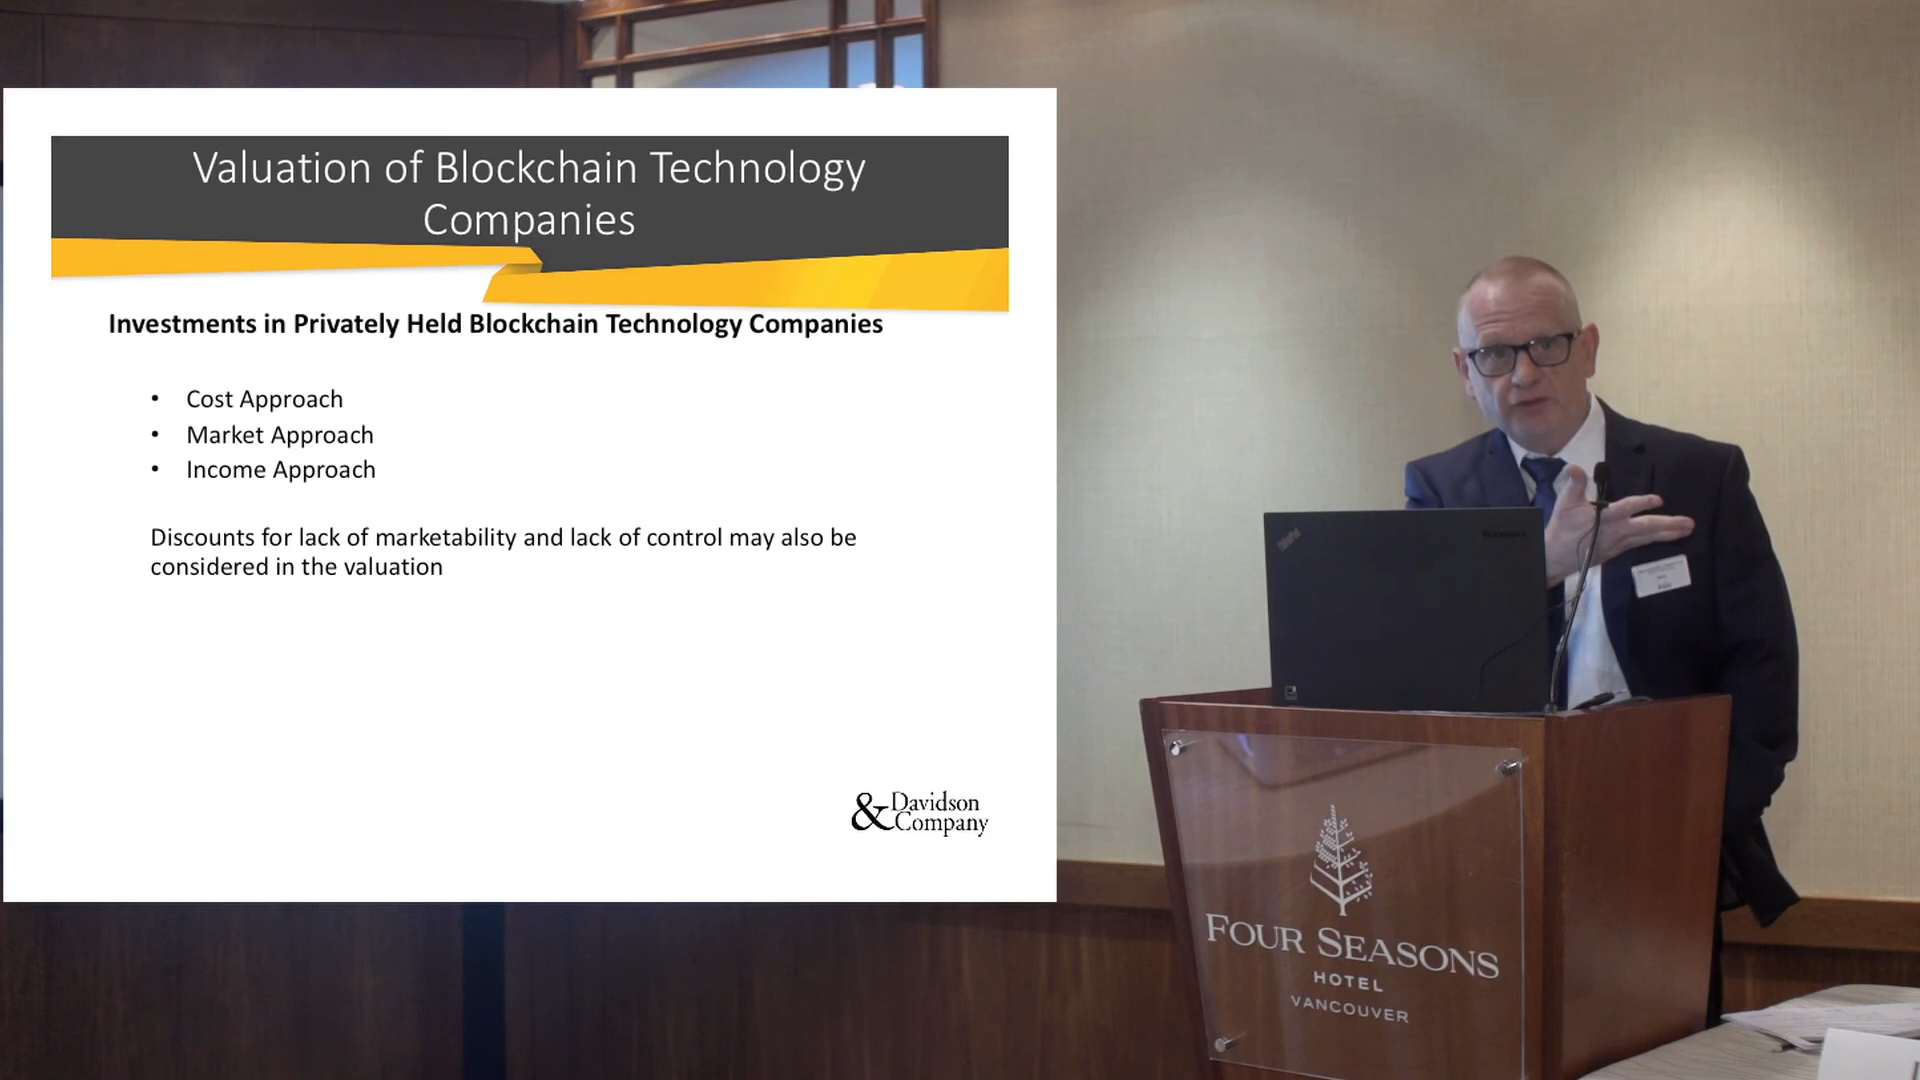 Valuation of Blockchain Technology
Companies
Investments in Privately Held Blockchain Technology Companies
• Cost Approach
• Market Approach
• Income Approach
Discounts for lack of marketability and lack of control may also be
considered in the valuation
& Davidson
Company
ThinkPad
FOUR SEASONS
HOTEL
VANCOUVER